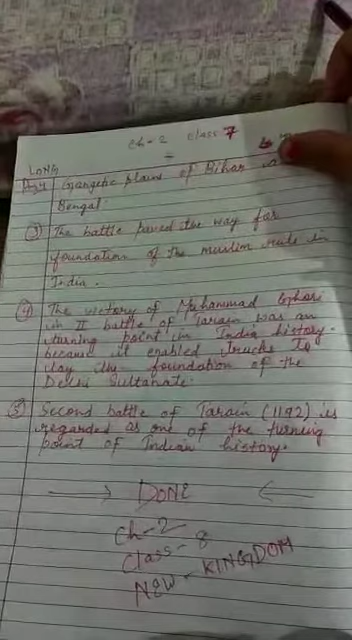 Ch-2 Class 7
LONG
Gangetic plains of Bihar
Bengal.
③ The battle paved the way for
foundation of the muslim rule in
India.
④ The victory of Muhammad Ghori
in II battle of Tarain was an
turning point in India history.
because it enabled Trucks To
lay the foundation of the
Delhi Sultanate.
⑤ Second battle of Tarain (1192) is
regarded as one of the turning
point of Indian history.
DONE
Ch-2
Class-8
NEW-KINGDOM